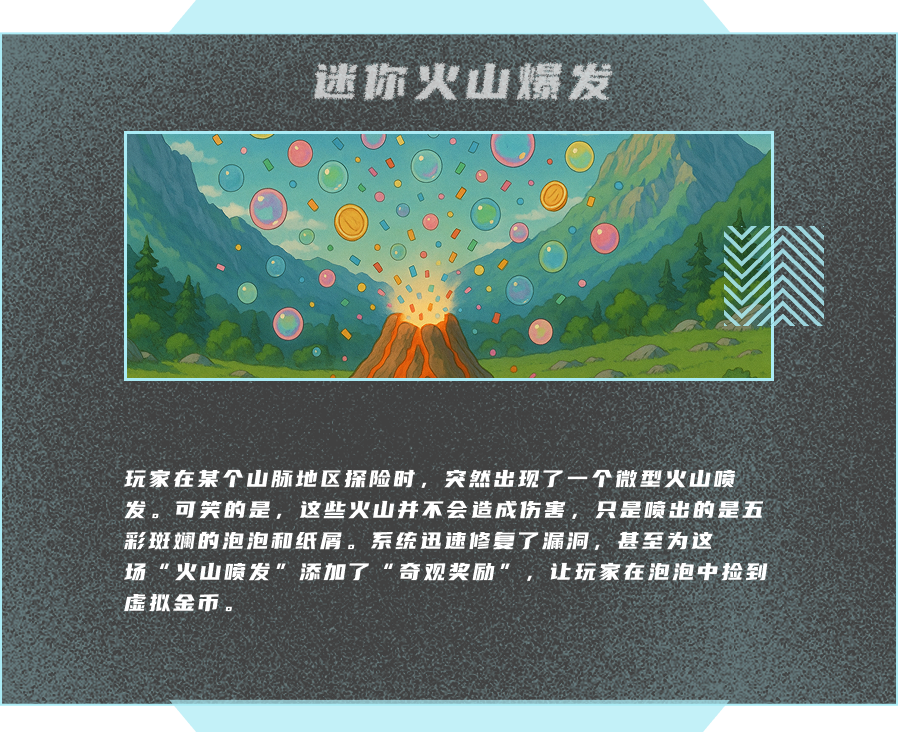 迷你火山爆发
玩家在某个山脉地区探险时，突然出现了一个微型火山喷
发。可笑的是，这些火山并不会造成伤害，只是喷出的是五
彩斑斓的泡泡和纸屑。系统迅速修复了漏洞，甚至为这
场“火山喷发”添加了“奇观奖励”，让玩家在泡泡中捡到
虚拟金币。